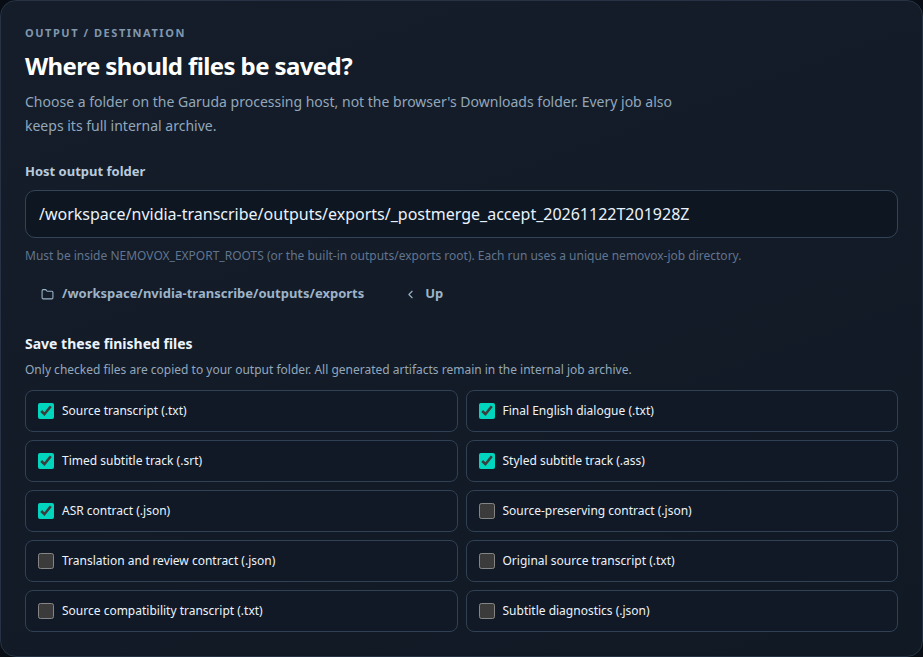 OUTPUT / DESTINATION
Where should files be saved?
Choose a folder on the Garuda processing host, not the browser's Downloads folder. Every job also
keeps its full internal archive.
Host output folder
/workspace/nvidia-transcribe/outputs/exports/_postmerge_accept_20261122T201928Z
Must be inside NEMOVOX_EXPORT_ROOTS (or the built-in outputs/exports root). Each run uses a unique nemovox-job directory.
/workspace/nvidia-transcribe/outputs/exports
Up
Save these finished files
Only checked files are copied to your output folder. All generated artifacts remain in the internal job archive.
Source transcript (.txt)
Final English dialogue (.txt)
Timed subtitle track (.srt)
Styled subtitle track (.ass)
ASR contract (.json)
Source-preserving contract (.json)
Translation and review contract (.json)
Original source transcript (.txt)
Source compatibility transcript (.txt)
Subtitle diagnostics (.json)